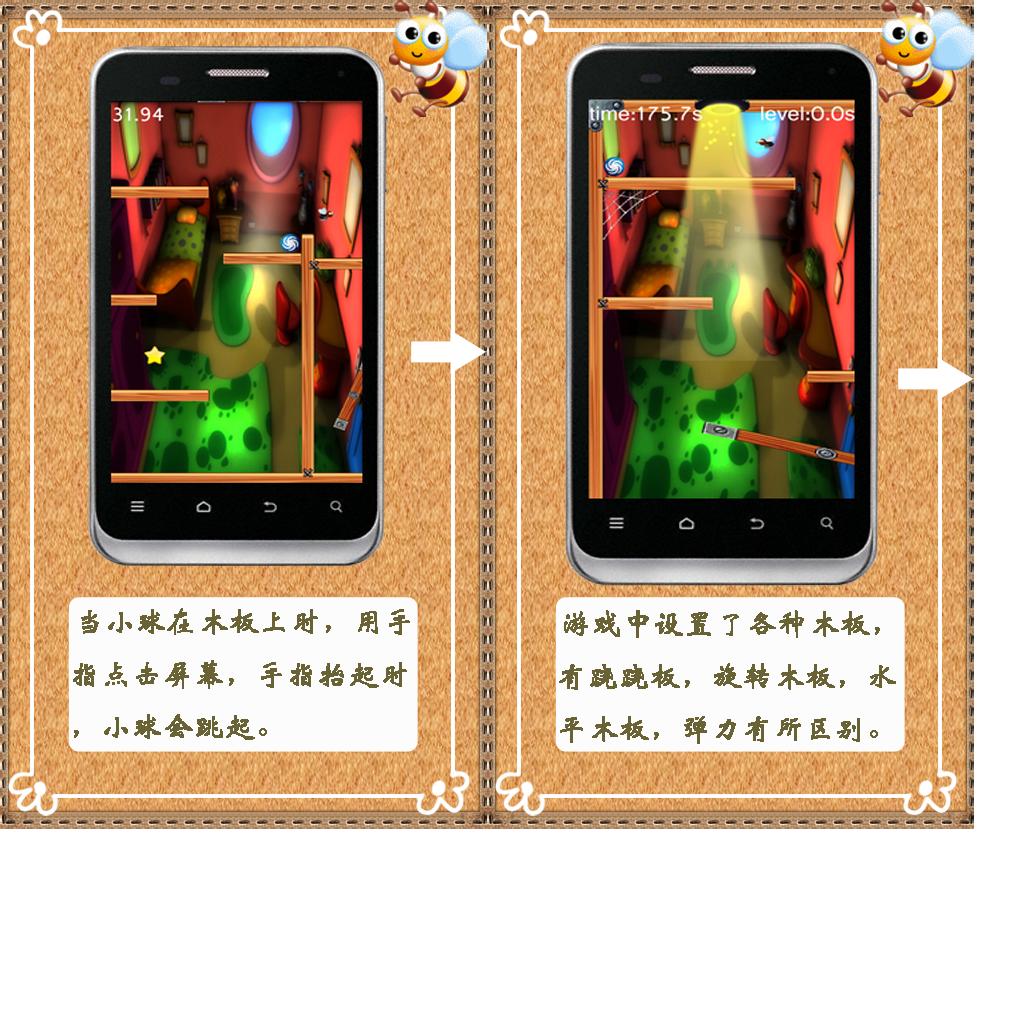 31.94
当小球在木板上时，用手
指点击屏幕，手指抬起时
，小球会跳起。
time:175.7s level:0.0s
游戏中设置了各种木板，
有跷跷板，旋转木板，水
平木板，弹力有所区别。